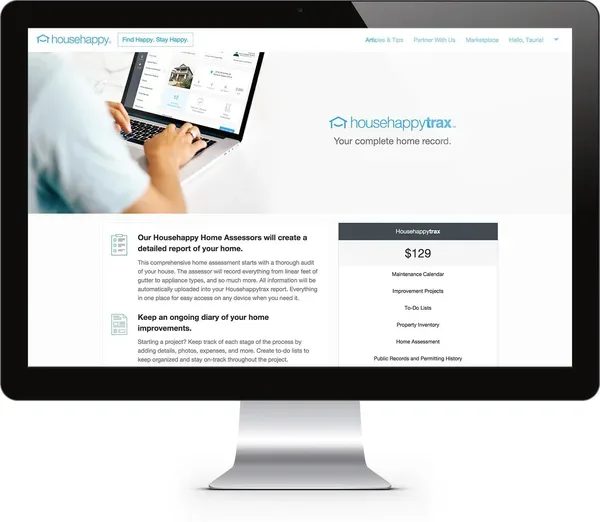 househappy™
Find Happy. Stay Happy.
Articles & Tips
Partner With Us
Marketplace
Hello, Taurie!
househappytrax™
Your complete home record.
Our Househappy Home Assessors will create a
detailed report of your home.
This comprehensive home assessment starts with a thorough audit
of your house. The assessor will record everything from linear feet of
gutter to appliance types, and so much more. All information will be
automatically uploaded into your Househappytrax report. Everything
in one place for easy access on any device when you need it.
Keep an ongoing diary of your home
improvements.
Starting a project? Keep track of each stage of the process by
adding details, photos, expenses, and more. Create to-do lists to
keep organized and stay on-track throughout the project.
Househappytrax
$129
Maintenance Calendar
Improvement Projects
To-Do Lists
Property Inventory
Home Assessment
Public Records and Permitting History